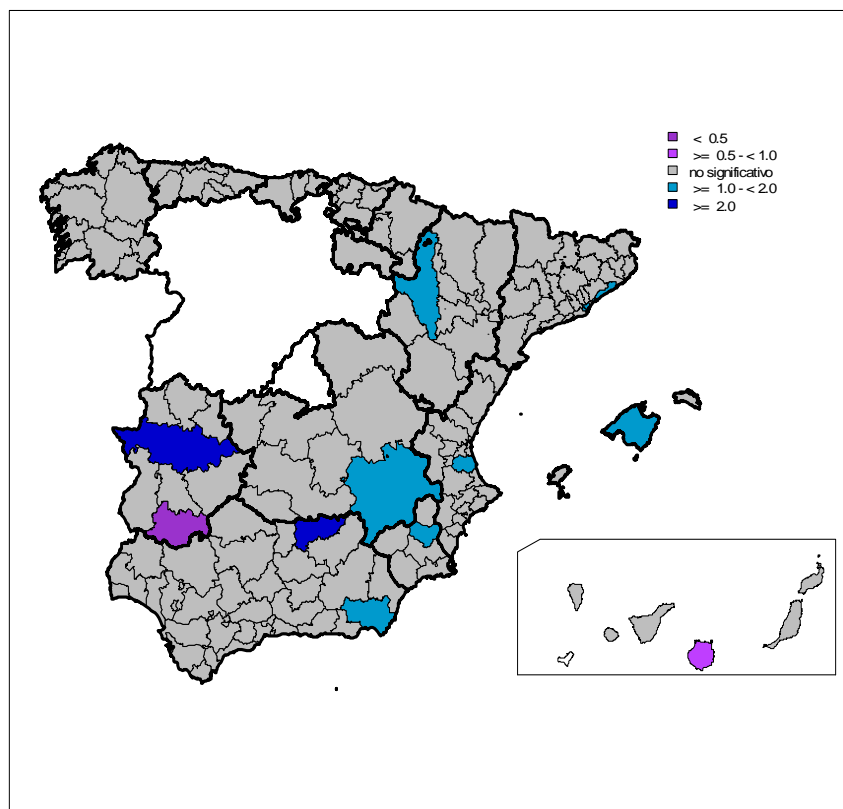 < 0.5
>= 0.5 - < 1.0
no significativo
>= 1.0 - < 2.0
>= 2.0